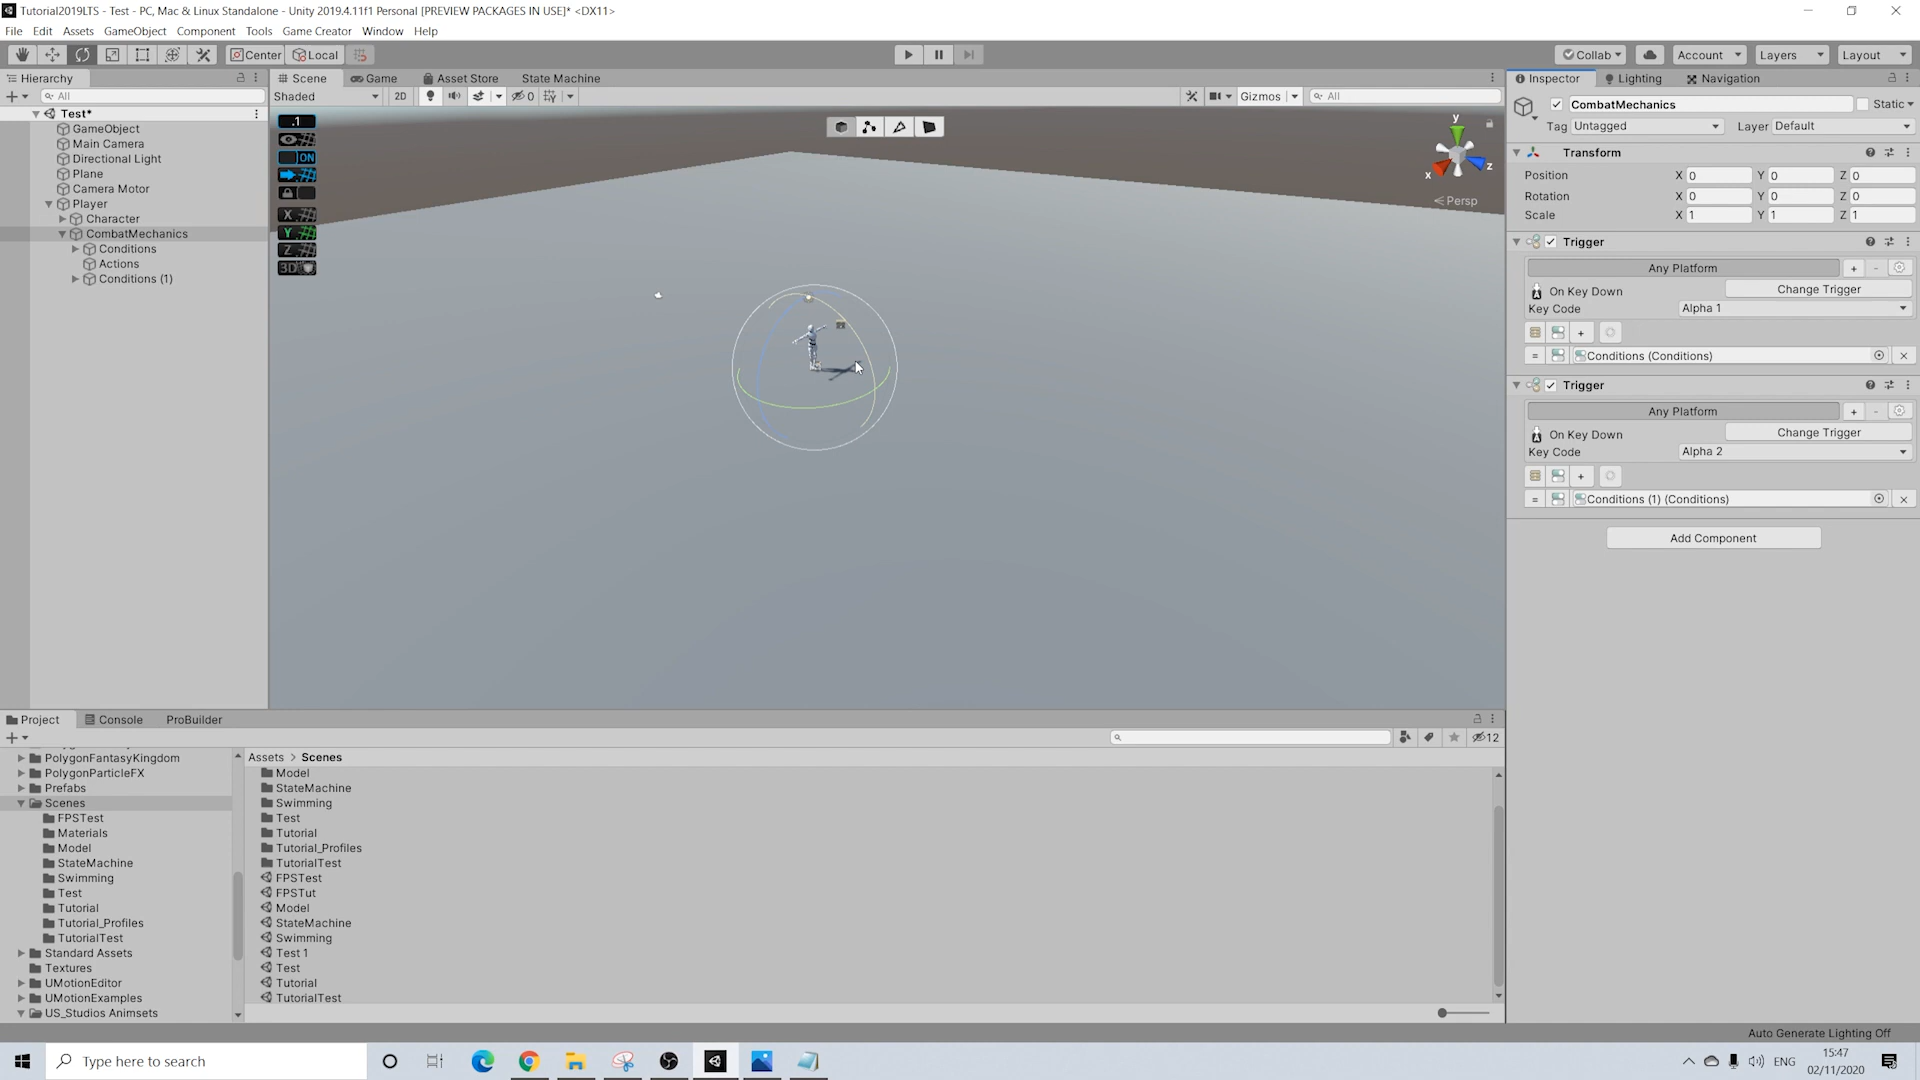 Tutorial2019LTS - Test - PC, Mac & Linux Standalone - Unity 2019.4.11f1 Personal [PREVIEW PACKAGES IN USE]* <DX11>
File Edit Assets GameObject Component Tools Game Creator Window Help
Center Local Collab Account Layers Layout
Hierarchy Scene Game Asset Store State Machine Inspector Lighting Navigation
All Shaded 2D 0 Gizmos All
CombatMechanics Static
Tag Untagged Layer Default
Test*
GameObject
Main Camera
Directional Light
Plane
Camera Motor
Player
Character
CombatMechanics
Conditions
Actions
Conditions (1)
.1
ON
X
Y
Z
3D
y
x
z
Persp
Transform
Position X 0 Y 0 Z 0
Rotation X 0 Y 0 Z 0
Scale X 1 Y 1 Z 1
Trigger
Any Platform + -
On Key Down Change Trigger
Key Code Alpha 1
+
= Conditions (Conditions)
Trigger
Any Platform + -
On Key Down Change Trigger
Key Code Alpha 2
+
= Conditions (1) (Conditions)
Add Component
Project Console ProBuilder
12
PolygonFantasyKingdom
PolygonParticleFX
Prefabs
Scenes
FPSTest
Materials
Model
StateMachine
Swimming
Test
Tutorial
Tutorial_Profiles
TutorialTest
Standard Assets
Textures
UMotionEditor
UMotionExamples
US_Studios Animsets
Assets > Scenes
Model
StateMachine
Swimming
Test
Tutorial
Tutorial_Profiles
TutorialTest
FPSTest
FPSTut
Model
StateMachine
Swimming
Test 1
Test
Tutorial
TutorialTest
Auto Generate Lighting Off
Type here to search
ENG
15:47
02/11/2020